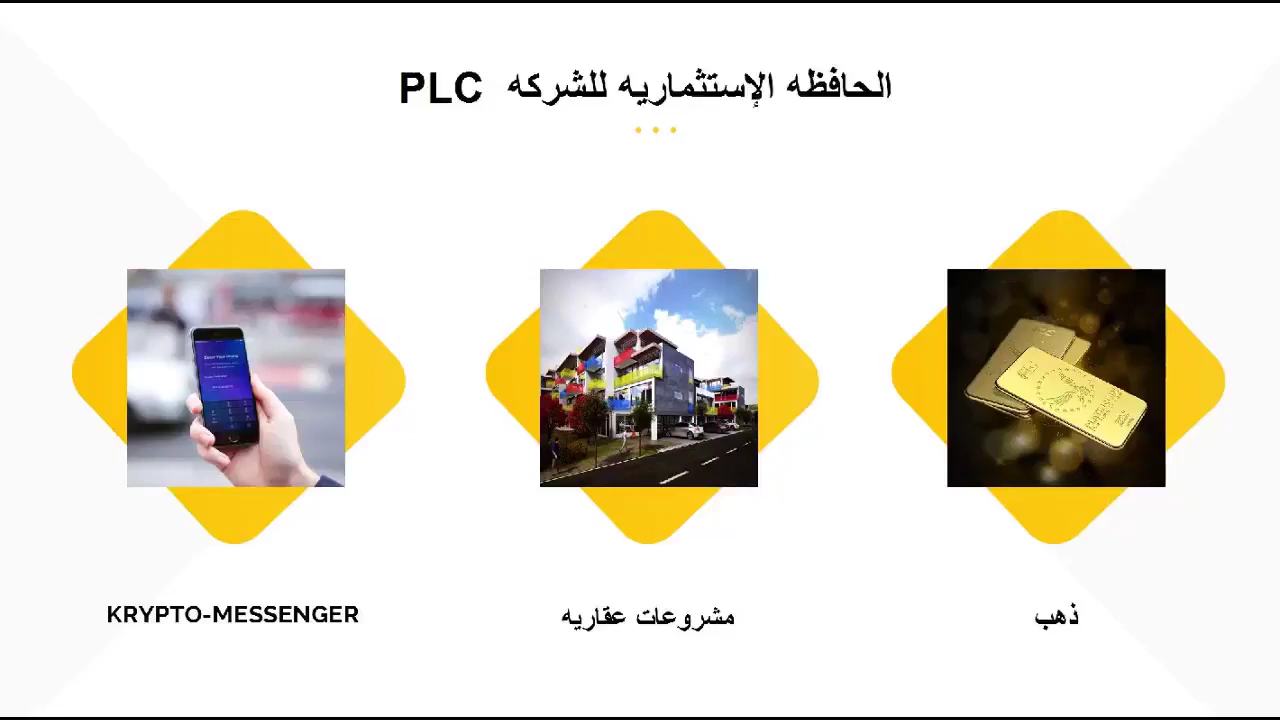 الحافظه الإستثماريه للشركه PLC
ذهب
مشروعات عقاريه
KRYPTO-MESSENGER